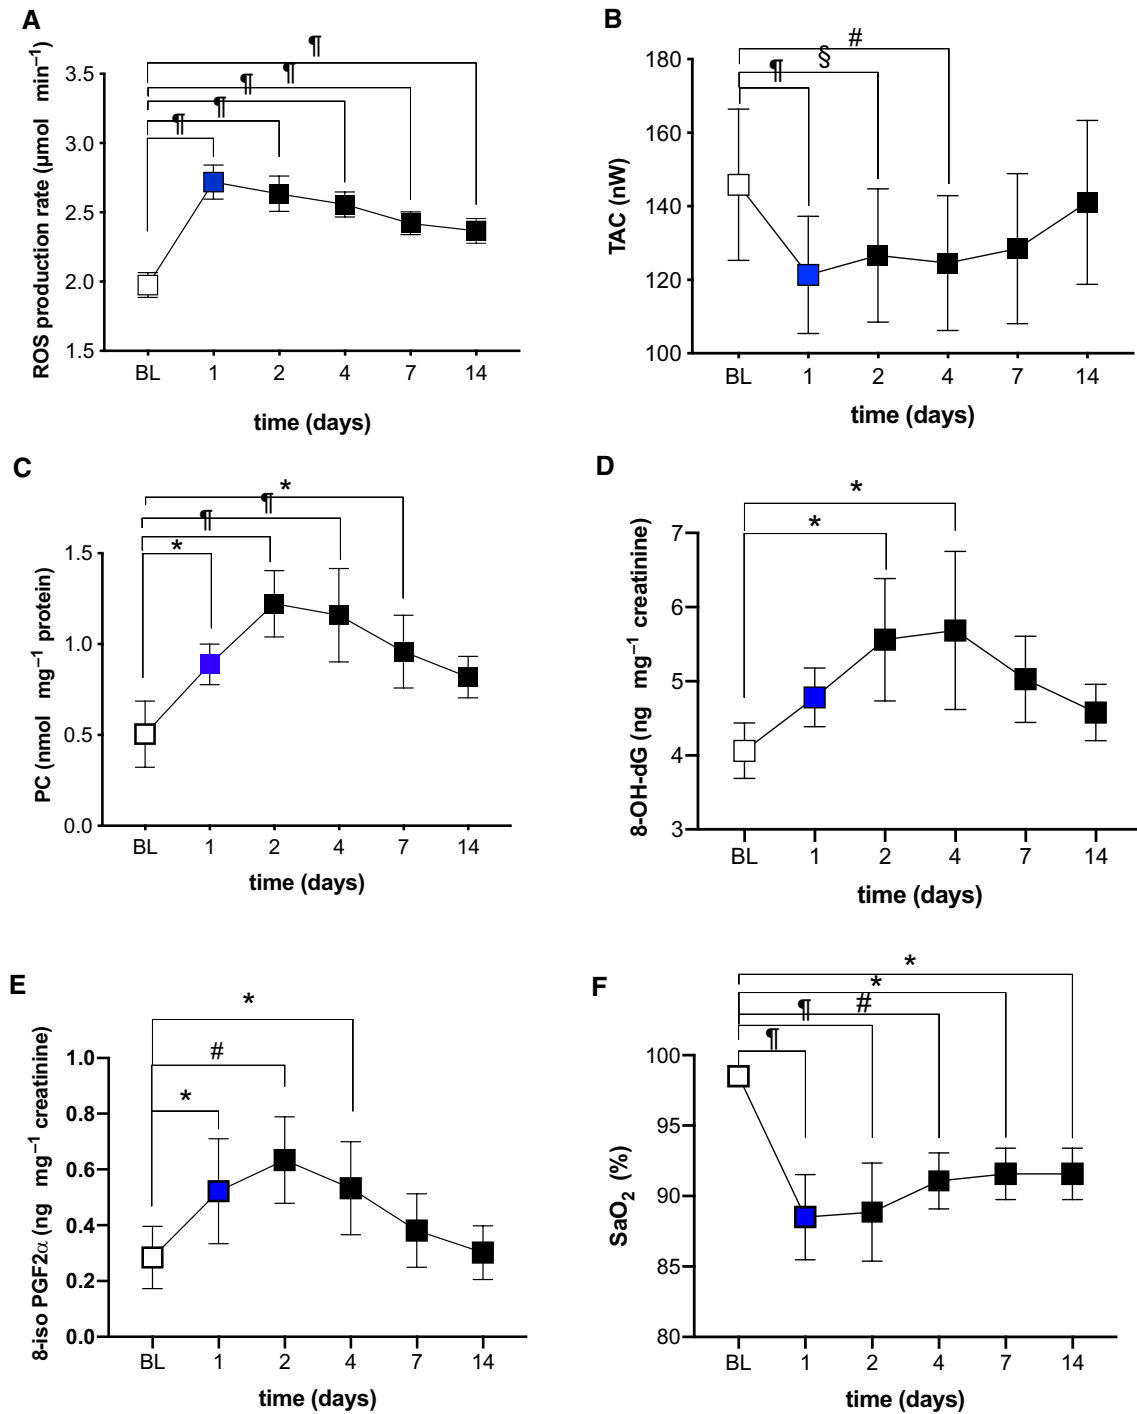 A
ROS production rate (µmol min⁻¹)
¶
¶
¶
¶
¶
3.5
3.0
2.5
2.0
1.5
BL 1 2 4 7 14
time (days)
B
TAC (nW)
#
§
¶
180
160
140
120
100
BL 1 2 4 7 14
time (days)
C
PC (nmol mg⁻¹ protein)
*
¶
¶
*
1.5
1.0
0.5
0.0
BL 1 2 4 7 14
time (days)
D
8-OH-dG (ng mg⁻¹ creatinine)
*
*
7
6
5
4
3
BL 1 2 4 7 14
time (days)
E
8-iso PGF2α (ng mg⁻¹ creatinine)
*
#
*
1.0
0.8
0.6
0.4
0.2
0.0
BL 1 2 4 7 14
time (days)
F
SaO₂ (%)
*
*
#
¶
¶
100
95
90
85
80
BL 1 2 4 7 14
time (days)